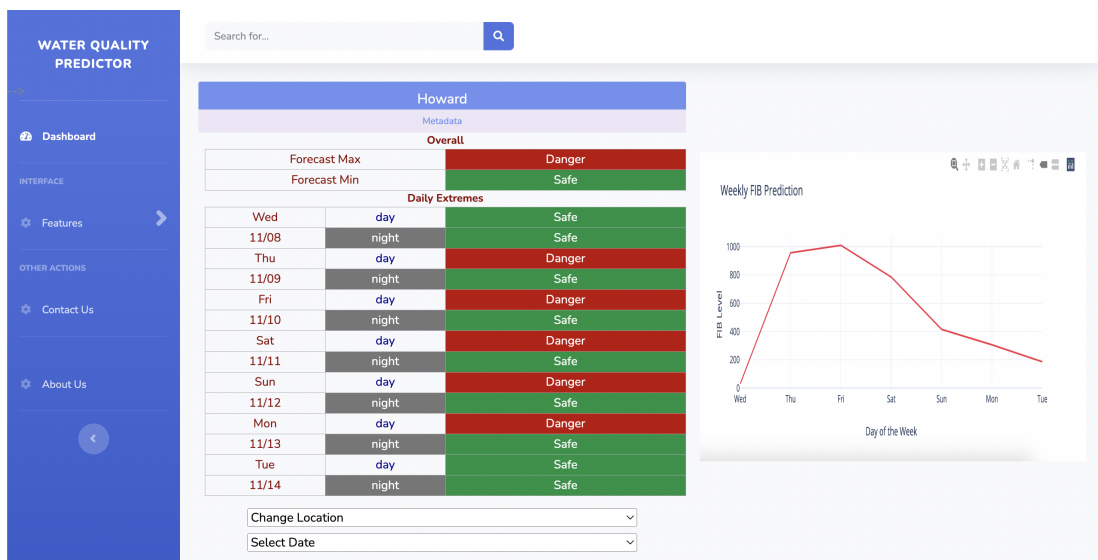 WATER QUALITY
PREDICTOR
-->
Dashboard
INTERFACE
Features
OTHER ACTIONS
Contact Us
About Us
Search for...
Howard
Metadata
Overall
Forecast Max Danger
Forecast Min Safe
Daily Extremes
Wed day Safe
11/08 night Safe
Thu day Danger
11/09 night Safe
Fri day Danger
11/10 night Safe
Sat day Danger
11/11 night Safe
Sun day Danger
11/12 night Safe
Mon day Danger
11/13 night Safe
Tue day Safe
11/14 night Safe
Change Location
Select Date
Weekly FIB Prediction
1000
800
600
400
200
0
FIB Level
Wed Thu Fri Sat Sun Mon Tue
Day of the Week